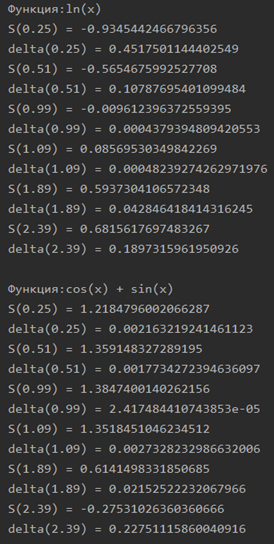 Функция:ln(x)
S(0.25) = -0.9345442466796356
delta(0.25) = 0.4517501144402549
S(0.51) = -0.5654675992527708
delta(0.51) = 0.10787695401099484
S(0.99) = -0.009612396372559395
delta(0.99) = 0.0004379394809420553
S(1.09) = 0.08569530349842269
delta(1.09) = 0.00048239274262971976
S(1.89) = 0.5937304106572348
delta(1.89) = 0.042846418414316245
S(2.39) = 0.6815617697483267
delta(2.39) = 0.1897315961950926

Функция:cos(x) + sin(x)
S(0.25) = 1.2184796002066287
delta(0.25) = 0.002163219241461123
S(0.51) = 1.359148327289195
delta(0.51) = 0.0017734272394636097
S(0.99) = 1.3847400140262156
delta(0.99) = 2.417484410743853e-05
S(1.09) = 1.3518451046234512
delta(1.09) = 0.0027328232986632006
S(1.89) = 0.6141498331850685
delta(1.89) = 0.02152522232067966
S(2.39) = -0.27531026360360666
delta(2.39) = 0.22751115860040916